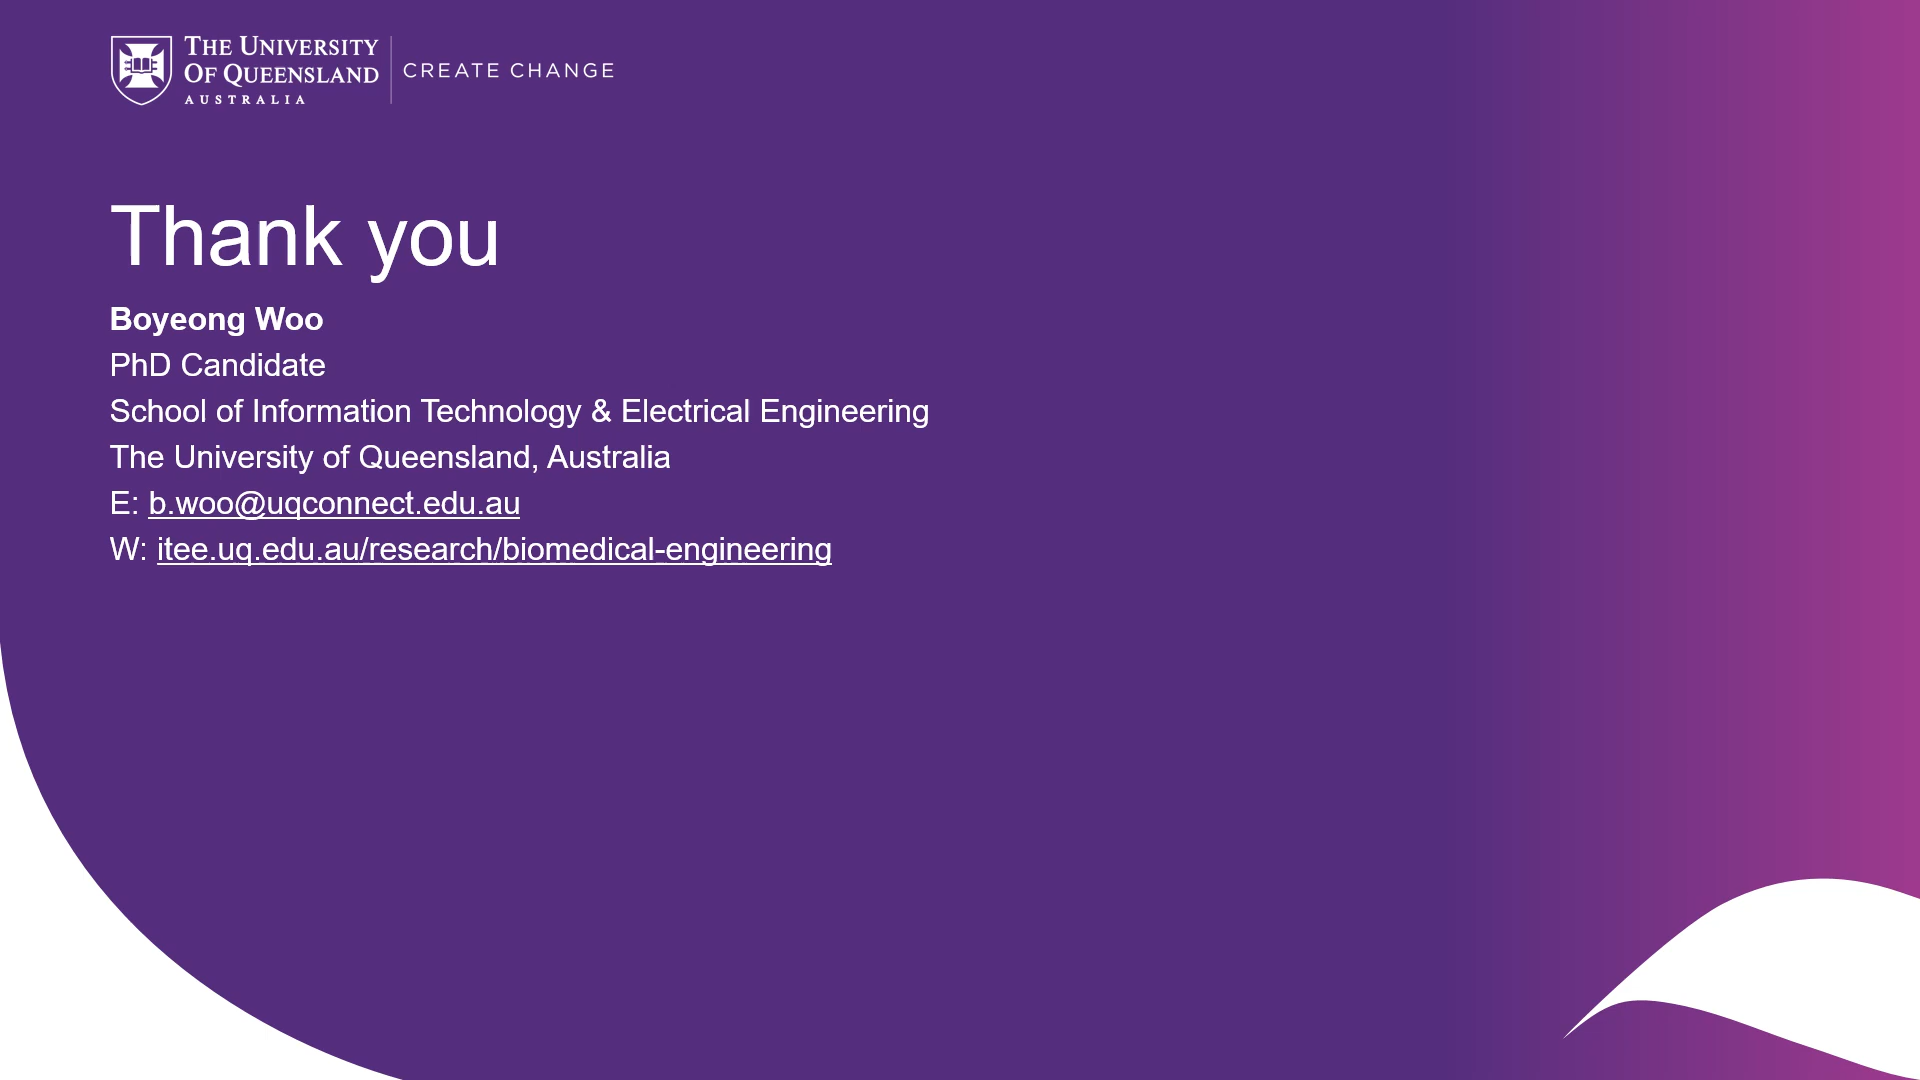 THE UNIVERSITY
OF QUEENSLAND
AUSTRALIA
CREATE CHANGE
Thank you
Boyeong Woo
PhD Candidate
School of Information Technology & Electrical Engineering
The University of Queensland, Australia
E: b.woo@uqconnect.edu.au
W: itee.uq.edu.au/research/biomedical-engineering